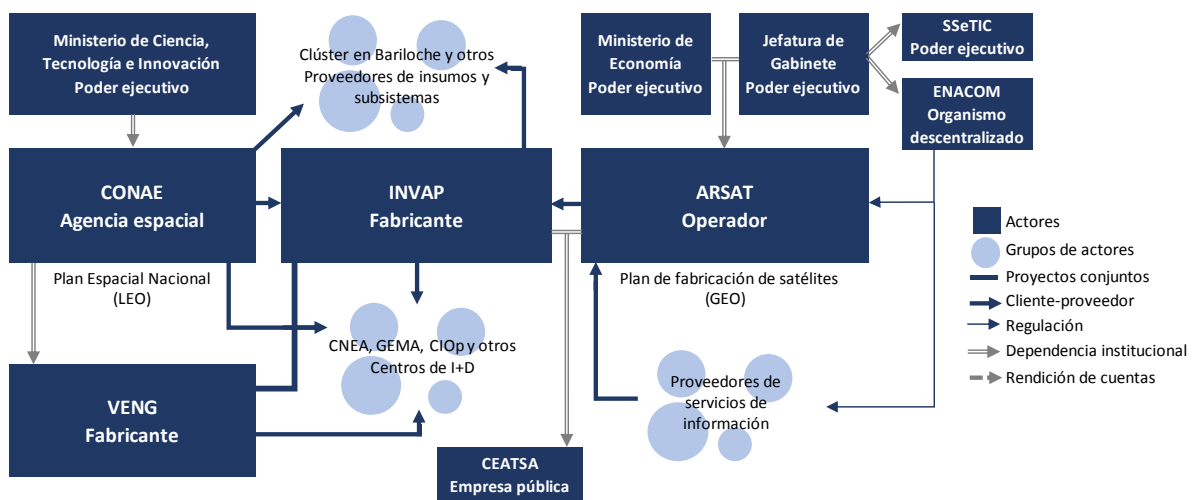 Ministerio de Ciencia,
Tecnología e Innovación
Poder ejecutivo
Clúster en Bariloche y otros
Proveedores de insumos y
subsistemas
Ministerio de
Economía
Poder ejecutivo
Jefatura de
Gabinete
Poder ejecutivo
SSeTIC
Poder ejecutivo
ENACOM
Organismo
descentralizado
CONAE
Agencia espacial
INVAP
Fabricante
ARSAT
Operador
Plan Espacial Nacional
(LEO)
Plan de fabricación de satélites
(GEO)
CNEA, GEMA, CIOp y otros
Centros de I+D
VENG
Fabricante
Proveedores de
servicios de
información
CEATSA
Empresa pública
Actores
Grupos de actores
Proyectos conjuntos
Cliente-proveedor
Regulación
Dependencia institucional
Rendición de cuentas